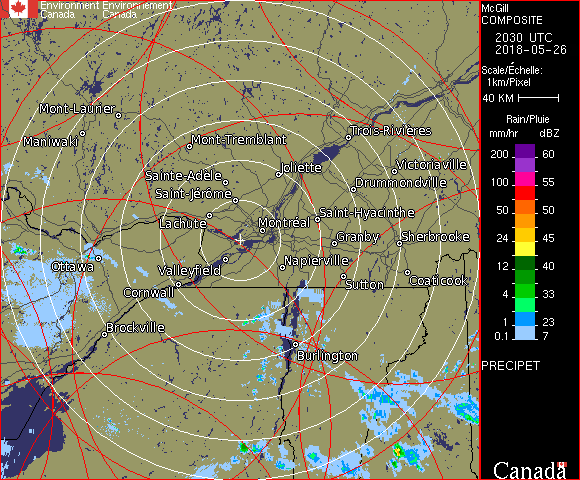 Environment Environnement
Canada Canada
McGill
COMPOSITE
2030 UTC
2018-05-26
Scale/Échelle:
1km/Pixel
40 KM
Rain/Pluie
mm/hr dBZ
200 60
55
100 55
50 50
45
24 45
12 40
4 33
1 23
0.1 7
PRECIPET
Canada
Mont-Laurier
Maniwaki
Mont-Tremblant
Trois-Rivières
Joliette
Victoriaville
Sainte-Adèle
Drummondville
Saint-Jérôme
Saint-Hyacinthe
Lachute
Montréal
Granby
Sherbrooke
Ottawa
Valleyfield
Napierville
Cornwall
Sutton
Coaticook
Brockville
Burlington